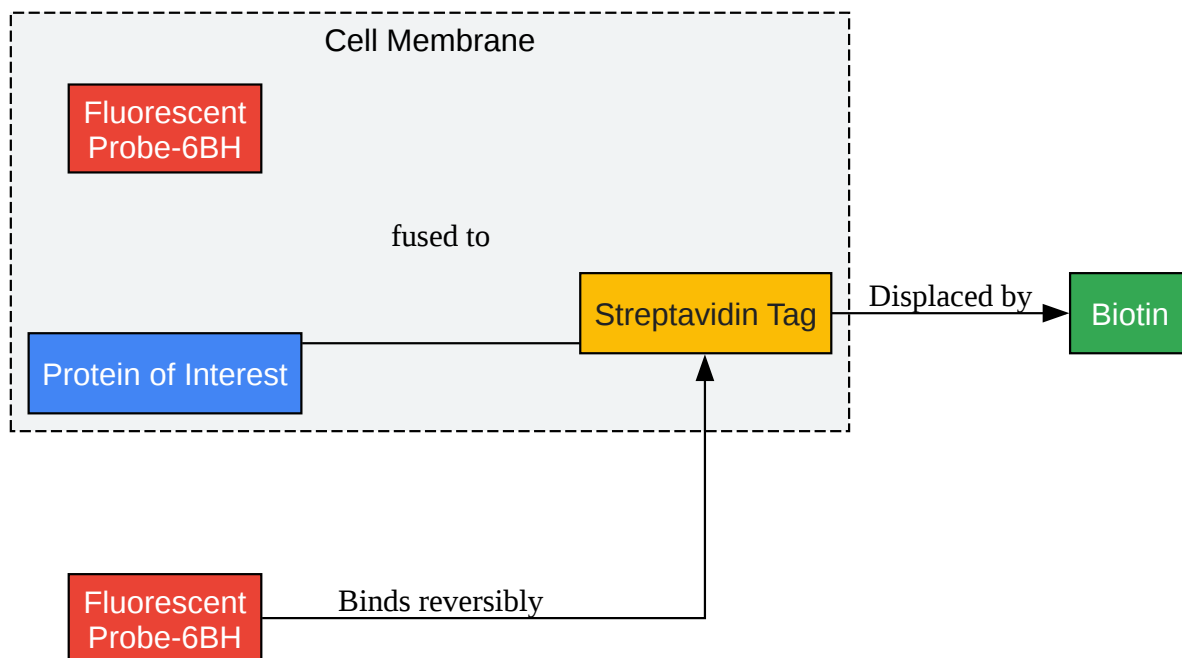 Cell Membrane
Fluorescent
Probe-6BH
fused to
Streptavidin Tag
Displaced by
Biotin
Protein of Interest
Fluorescent
Probe-6BH
Binds reversibly